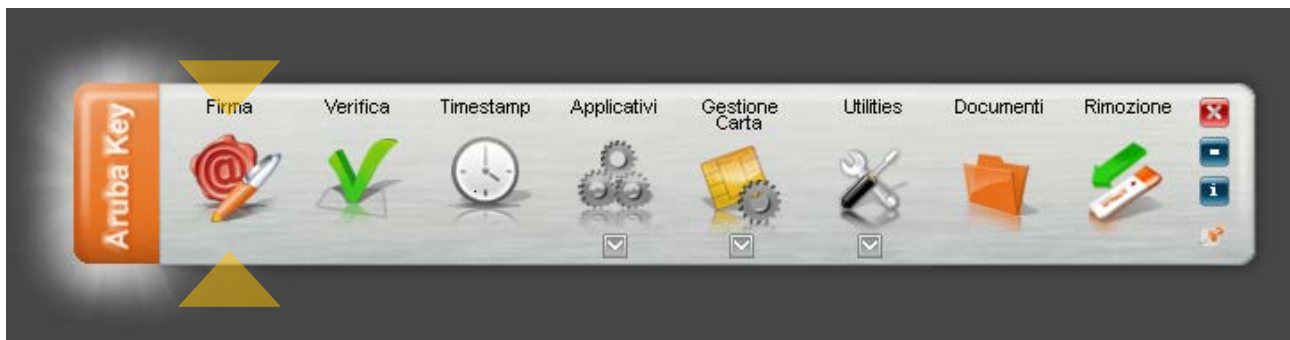 Aruba Key
Firma
Verifica
Timestamp
Applicativi
Gestione
Carta
Utilities
Documenti
Rimozione